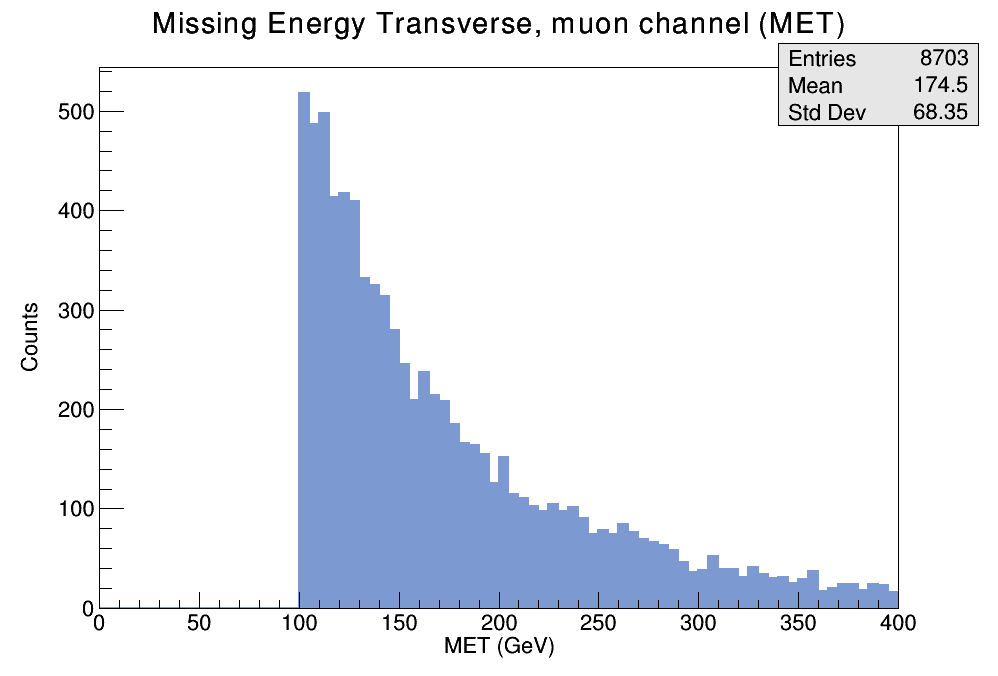 Missing Energy Transverse, muon channel (MET)
Entries 8703
Mean 174.5
Std Dev 68.35
500
400
300
200
100
0
Counts
0 50 100 150 200 250 300 350 400
MET (GeV)